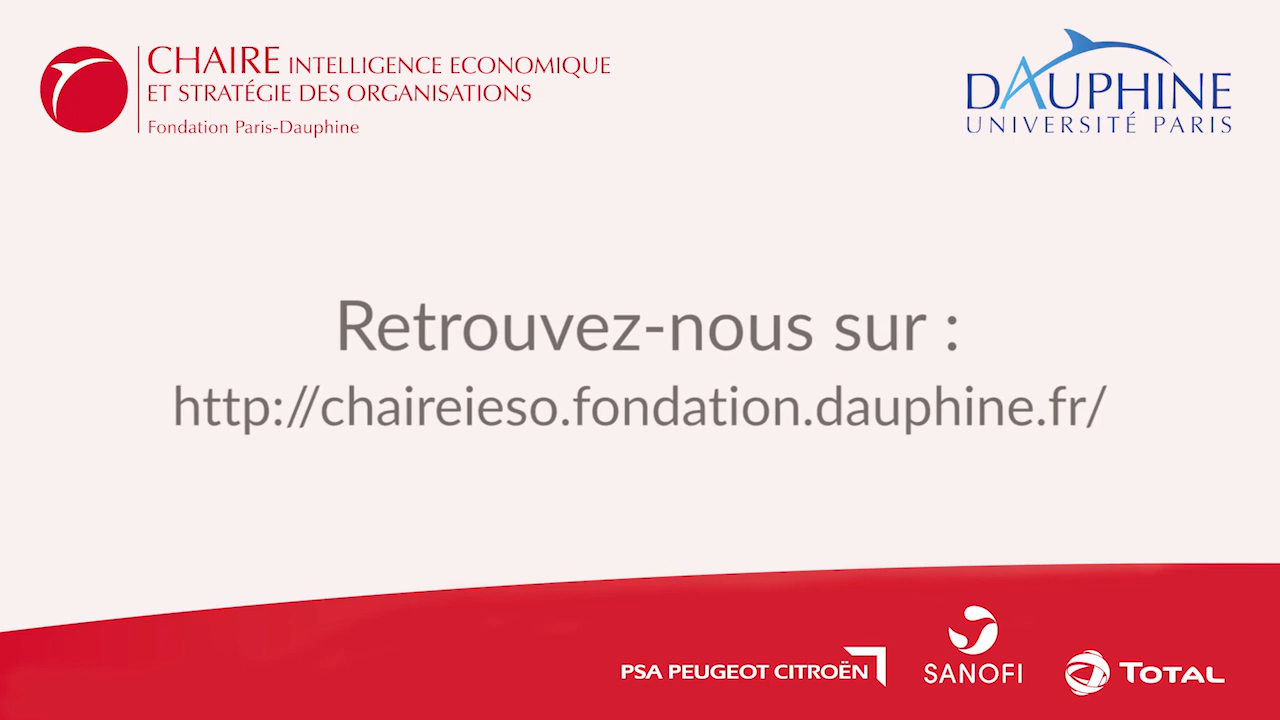 CHAIRE INTELLIGENCE ECONOMIQUE
ET STRATÉGIE DES ORGANISATIONS
Fondation Paris-Dauphine
DAUPHINE
UNIVERSITÉ PARIS
Retrouvez-nous sur :
http://chaireieso.fondation.dauphine.fr/
PSA PEUGEOT CITROËN
SANOFI
TOTAL